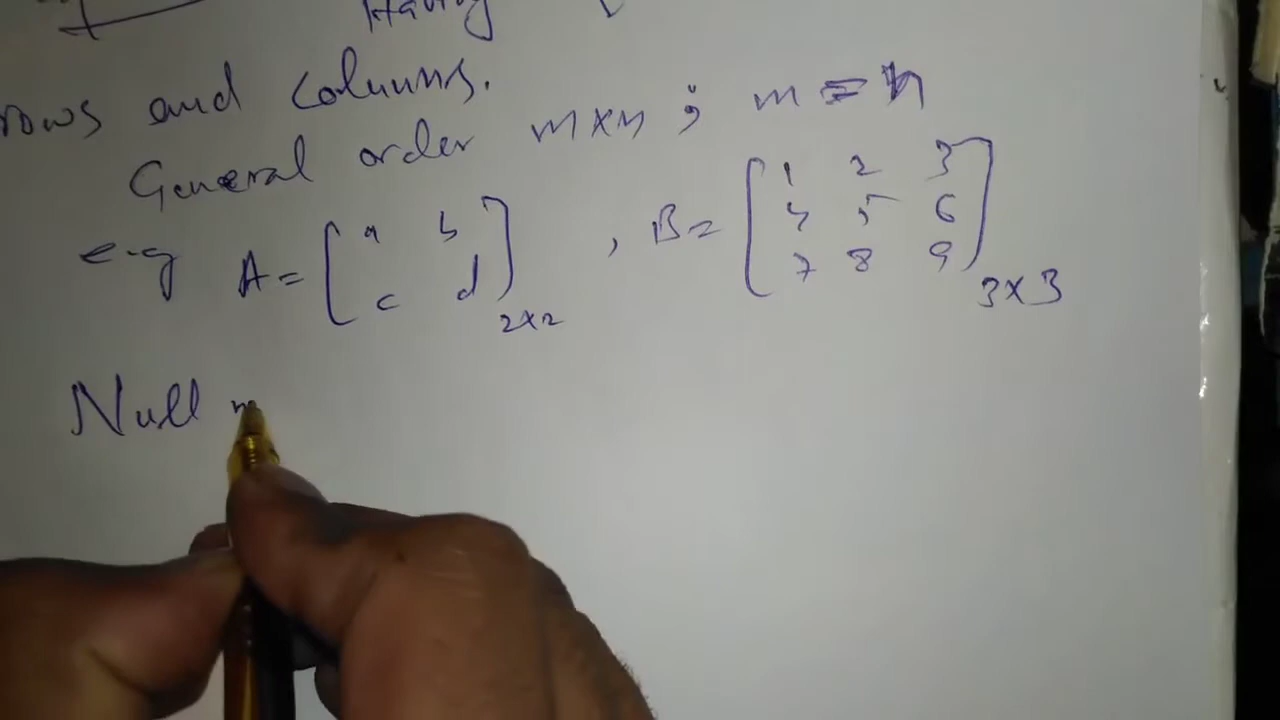 Having
rows and columns.
General order m×n ; m = n
e.g A = [ a b c d ] 2×2 , B = [ 1 2 3 4 5 6 7 8 9 ] 3×3
Null m